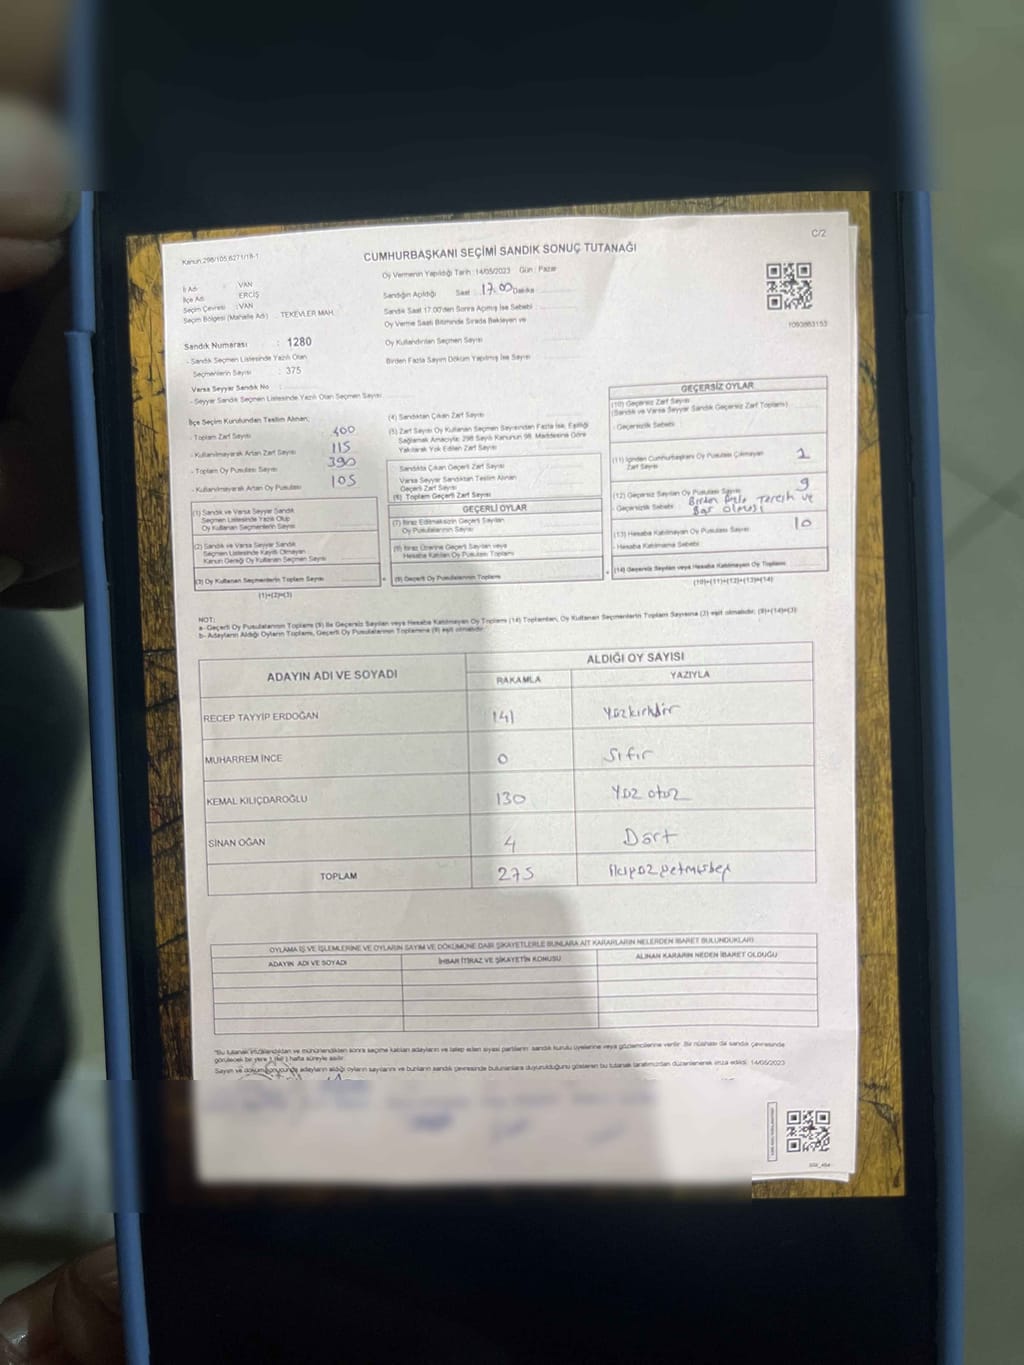 C/2
Kanun:298/105,6271/18-1
CUMHURBAŞKANI SEÇİMİ SANDIK SONUÇ TUTANAĞI
İl Adı : VAN
İlçe Adı : ERCİŞ
Seçim Çevresi : VAN
Seçim Bölgesi (Mahalle Adı) : TEKEVLER MAH.
Sandık Numarası : 1280
- Sandık Seçmen Listesinde Yazılı Olan
Seçmenlerin Sayısı : 375
Varsa Seyyar Sandık No :
- Seyyar Sandık Seçmen Listesinde Yazılı Olan Seçmen Sayısı
Oy Vermenin Yapıldığı Tarih : 14/05/2023 Gün : Pazar
Sandığın Açıldığı Saat 17.00 Dakika
Sandık Saat 17:00'den Sonra Açılmış İse Sebebi
Oy Verme Saati Bitiminde Sırada Bekleyen ve
Oy Kullandırılan Seçmen Sayısı
Birden Fazla Sayım Döküm Yapılmış İse Sayısı
1093863153
İlçe Seçim Kurulundan Teslim Alınan;
- Toplam Zarf Sayısı 400
- Kullanılmayarak Artan Zarf Sayısı 115
- Toplam Oy Pusulası Sayısı 390
- Kullanılmayarak Artan Oy Pusulası 105
(1) Sandık ve Varsa Seyyar Sandık
Seçmen Listesinde Yazılı Olup
Oy Kullanan Seçmenlerin Sayısı
(2) Sandık ve Varsa Seyyar Sandık
Seçmen Listesinde Kayıtlı Olmayan
Kanun Gereği Oy Kullanan Seçmen Sayısı
(3) Oy Kullanan Seçmenlerin Toplam Sayısı
(1)+(2)=(3)
(4) Sandıktan Çıkan Zarf Sayısı
(5) Zarf Sayısı Oy Kullanan Seçmen Sayısından Fazla İse, Eşitliği
Sağlamak Amacıyla; 298 Sayılı Kanunun 98. Maddesine Göre
Yakılarak Yok Edilen Zarf Sayısı
Sandıkta Çıkan Geçerli Zarf Sayısı
Varsa Seyyar Sandıktan Teslim Alınan
Geçerli Zarf Sayısı
(6) Toplam Geçerli Zarf Sayısı
GEÇERLİ OYLAR
(7) İtiraz Edilmeksizin Geçerli Sayılan
Oy Pusulalarının Sayısı
(8) İtiraz Üzerine Geçerli Sayılan veya
Hesaba Katılan Oy Pusulası Toplamı
(9) Geçerli Oy Pusulalarının Toplamı
GEÇERSİZ OYLAR
(10) Geçersiz Zarf Sayısı
(Sandık ve Varsa Seyyar Sandık Geçersiz Zarf Toplamı)
- Geçersizlik Sebebi
(11) İçinden Cumhurbaşkanı Oy Pusulası Çıkmayan
Zarf Sayısı
(12) Geçersiz Sayılan Oy Pusulası Sayısı 9
- Geçersizlik Sebebi : Birden fazla Tercih ve
Boş olması
(13) Hesaba Katılmayan Oy Pusulası Sayısı 10
- Hesaba Katılmama Sebebi :
(14) Geçersiz Sayılan veya Hesaba Katılmayan Oy Toplamı
(10)+(11)+(12)+(13)=(14)
NOT:
a- Geçerli Oy Pusulalarının Toplamı (9) ile Geçersiz Sayılan veya Hesaba Katılmayan Oy Toplamı (14) Toplamları, Oy Kullanan Seçmenlerin Toplam Sayısına (3) eşit olmalıdır. (9)+(14)=(3)
b- Adayların Aldığı Oyların Toplamı, Geçerli Oy Pusulalarının Toplamına (9) eşit olmalıdır.
ADAYIN ADI VE SOYADI
ALDIĞI OY SAYISI
RAKAMLA YAZIYLA
RECEP TAYYİP ERDOĞAN 141 Yüzkırkbir
MUHARREM İNCE 0 Sıfır
KEMAL KILIÇDAROĞLU 130 Yüz otuz
SİNAN OĞAN 4 Dört
TOPLAM 275 İkiyüz yetmişbeş
OYLAMA İŞ VE İŞLEMLERİNE VE OYLARIN SAYIM VE DÖKÜMÜNE DAİR ŞİKAYETLERLE BUNLARA AİT KARARLARIN NELERDEN İBARET BULUNDUKLARI
ADAYIN ADI VE SOYADI İHBAR İTİRAZ VE ŞİKAYETİN KONUSU ALINAN KARARIN NEDEN İBARET OLDUĞU
"Bu tutanak imzalandıktan ve mühürlendikten sonra seçime katılan adayların ve talep eden siyasi partilerin sandık kurulu üyelerine veya gözlemcilerine verilir. Bir nüshası da sandık çevresinde
görülecek bir yere 1 (bir) hafta süreyle asılır.
Sayım ve döküm sonucunda adayların aldığı oyların sayılarını ve bunların sandık çevresinde bulunanlara duyurulduğunu gösteren bu tutanak tarafımızdan düzenlenerek imza edildi. 14/05/2023